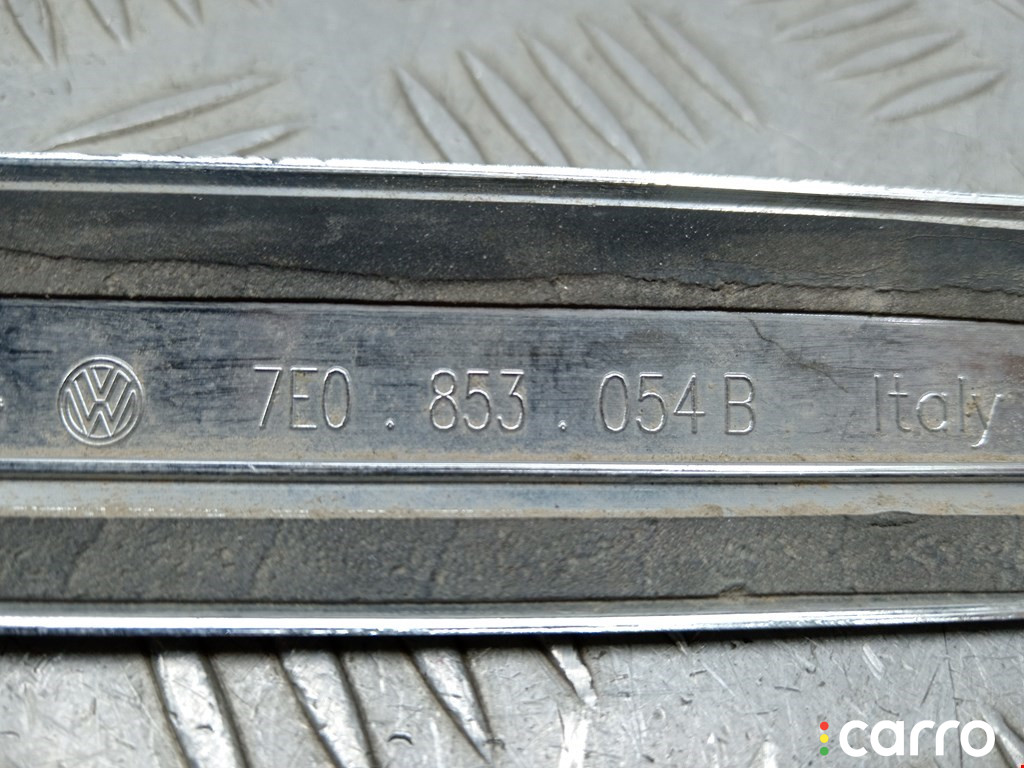 7E0 . 853 . 054 B Italy
carro